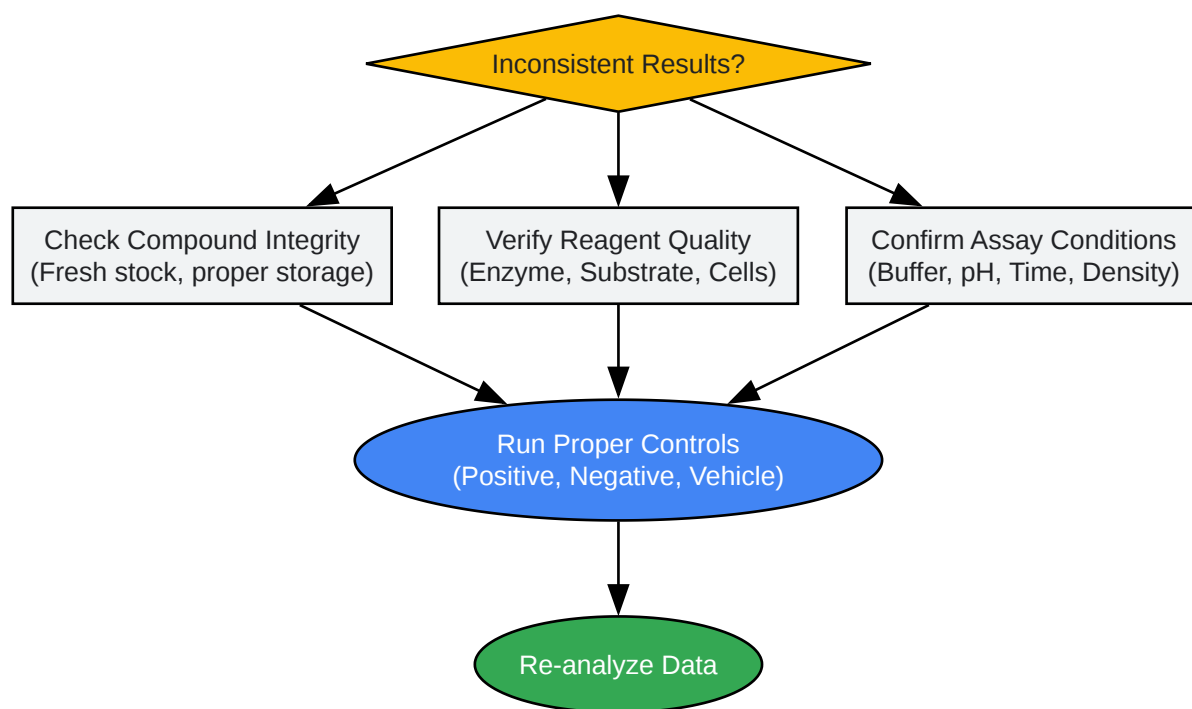 Inconsistent Results?
Check Compound Integrity
(Fresh stock, proper storage)
Verify Reagent Quality
(Enzyme, Substrate, Cells)
Confirm Assay Conditions
(Buffer, pH, Time, Density)
Run Proper Controls
(Positive, Negative, Vehicle)
Re-analyze Data